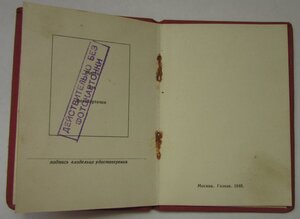 ДЕЙСТВИТЕЛЬНО БЕЗ
ФОТОКАРТОЧКИ
подпись владельца удостоверения
Москва. Гознак.